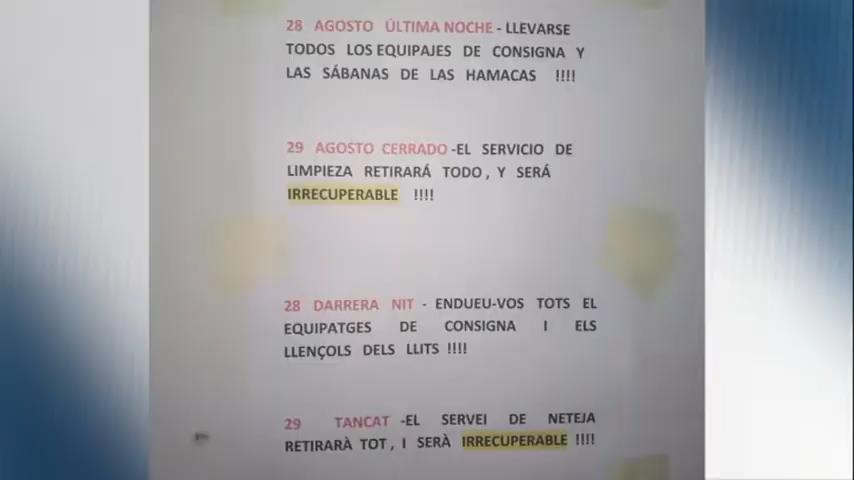 28 AGOSTO ÚLTIMA NOCHE - LLEVARSE
TODOS LOS EQUIPAJES DE CONSIGNA Y
LAS SÁBANAS DE LAS HAMACAS !!!!
29 AGOSTO CERRADO -EL SERVICIO DE
LIMPIEZA RETIRARÁ TODO, Y SERÁ
IRRECUPERABLE !!!!
28 DARRERA NIT - ENDUEU-VOS TOTS EL
EQUIPATGES DE CONSIGNA I ELS
LLENÇOLS DELS LLITS !!!!
29 TANCAT -EL SERVEI DE NETEJA
RETIRARÀ TOT, I SERÀ IRRECUPERABLE !!!!